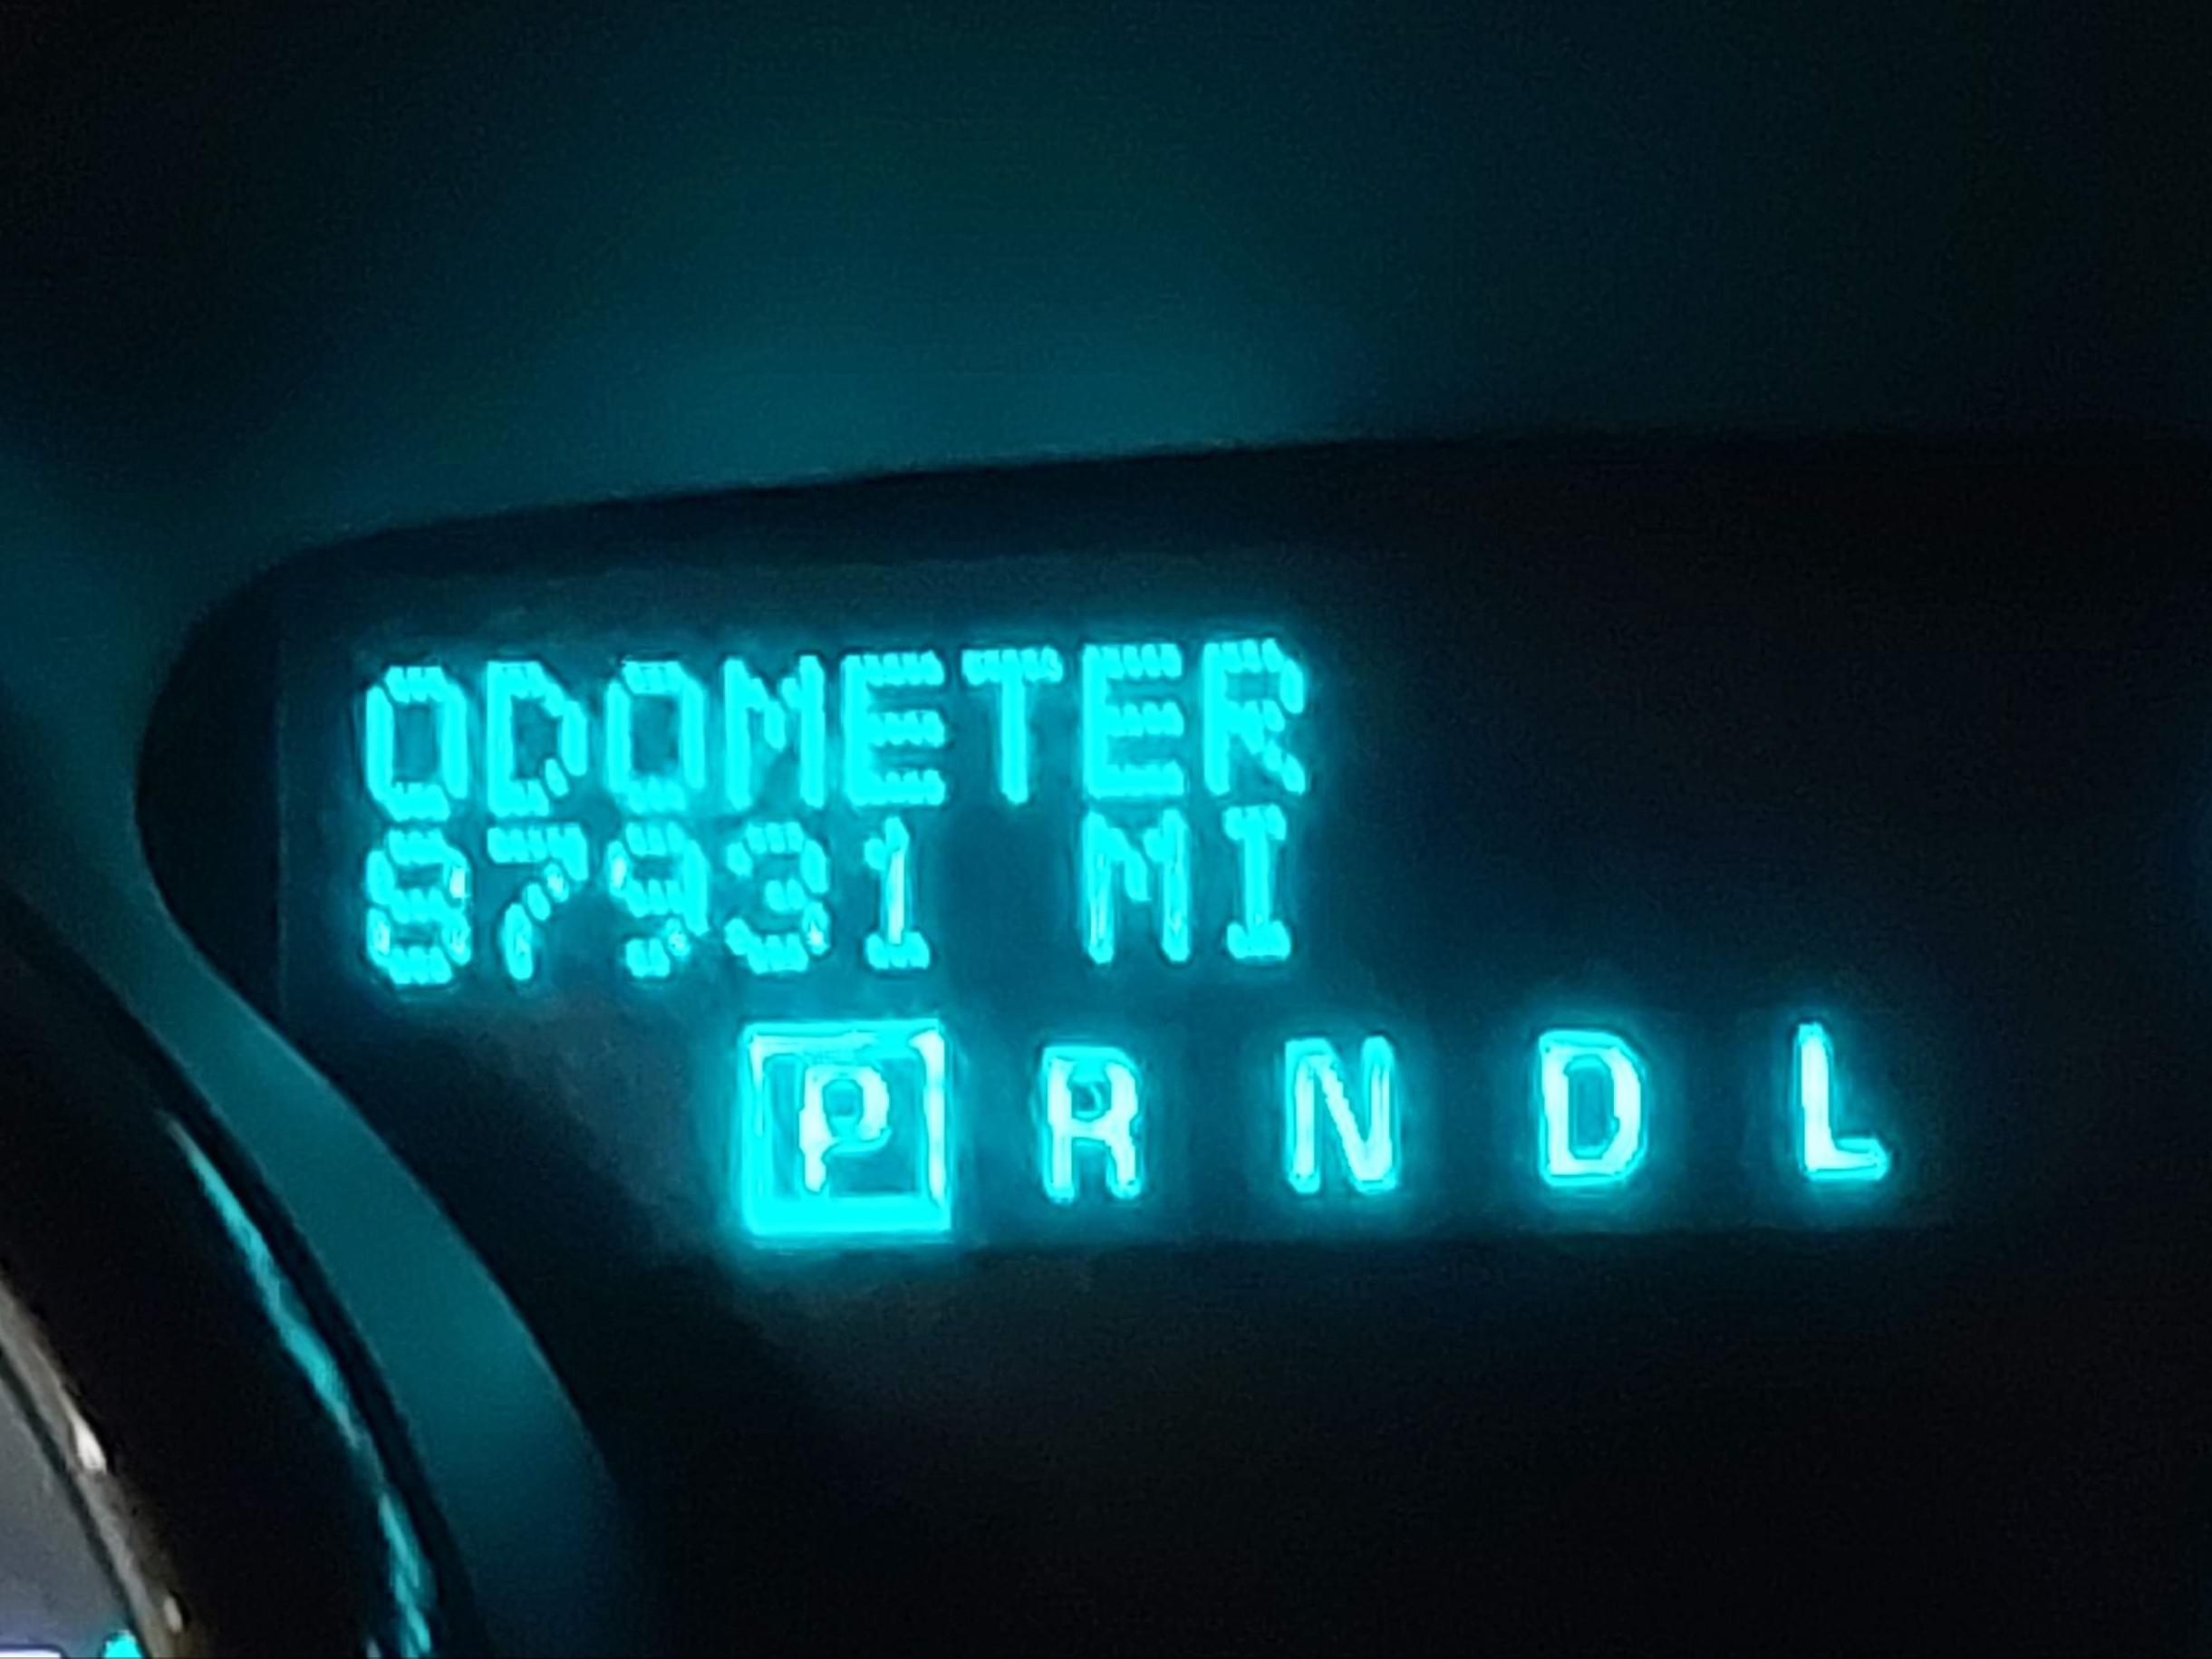 ODOMETER
87931 MI
P R N D L